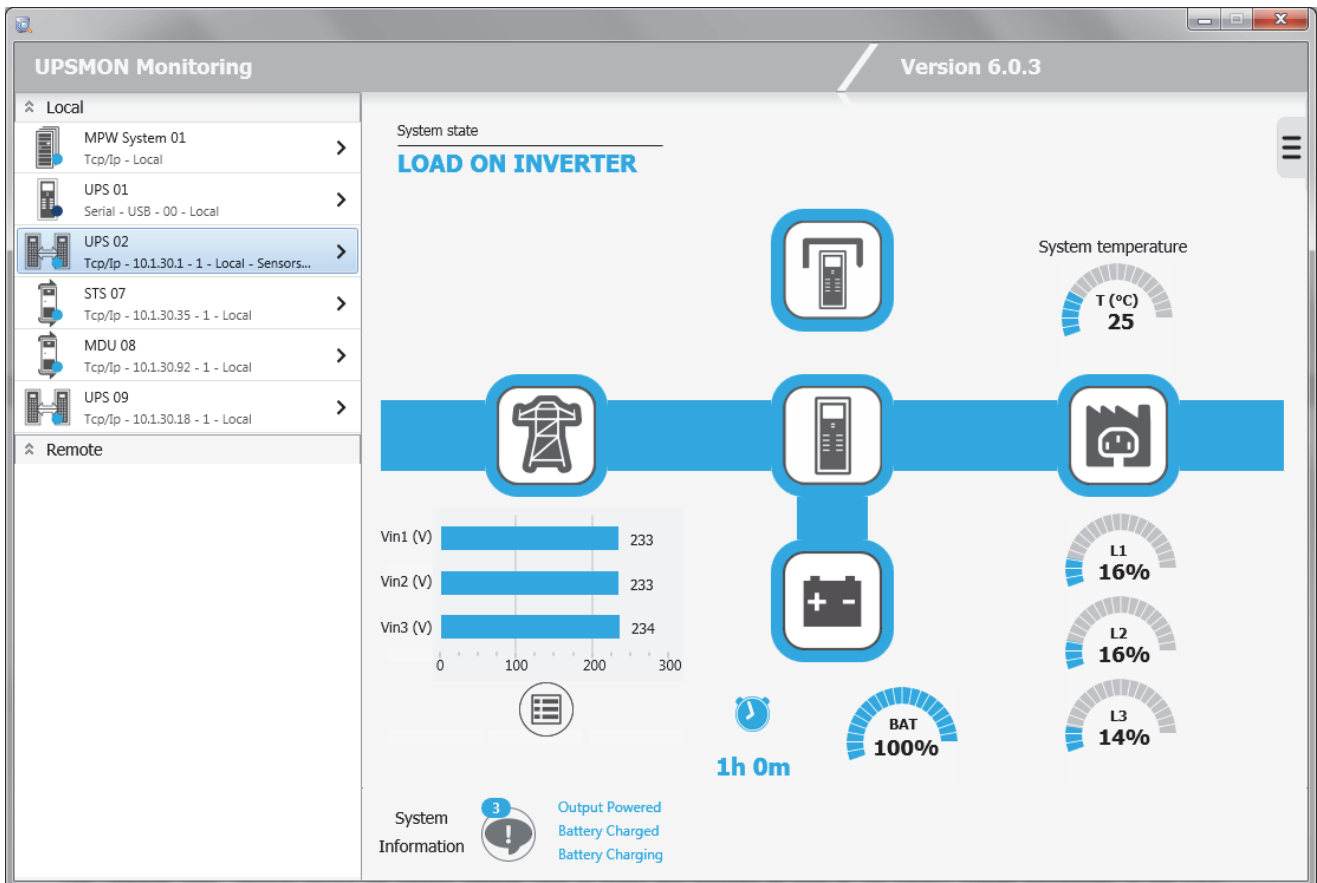 UPSMON Monitoring
Version 6.0.3
Local
MPW System 01
Tcp/Ip - Local
UPS 01
Serial - USB - 00 - Local
UPS 02
Tcp/Ip - 10.1.30.1 - 1 - Local - Sensors...
STS 07
Tcp/Ip - 10.1.30.35 - 1 - Local
MDU 08
Tcp/Ip - 10.1.30.92 - 1 - Local
UPS 09
Tcp/Ip - 10.1.30.18 - 1 - Local
Remote
System state
LOAD ON INVERTER
System temperature
T (°C)
25
Vin1 (V) 233
Vin2 (V) 233
Vin3 (V) 234
0 100 200 300
L1
16%
L2
16%
L3
14%
1h 0m
BAT
100%
System
Information
3
Output Powered
Battery Charged
Battery Charging